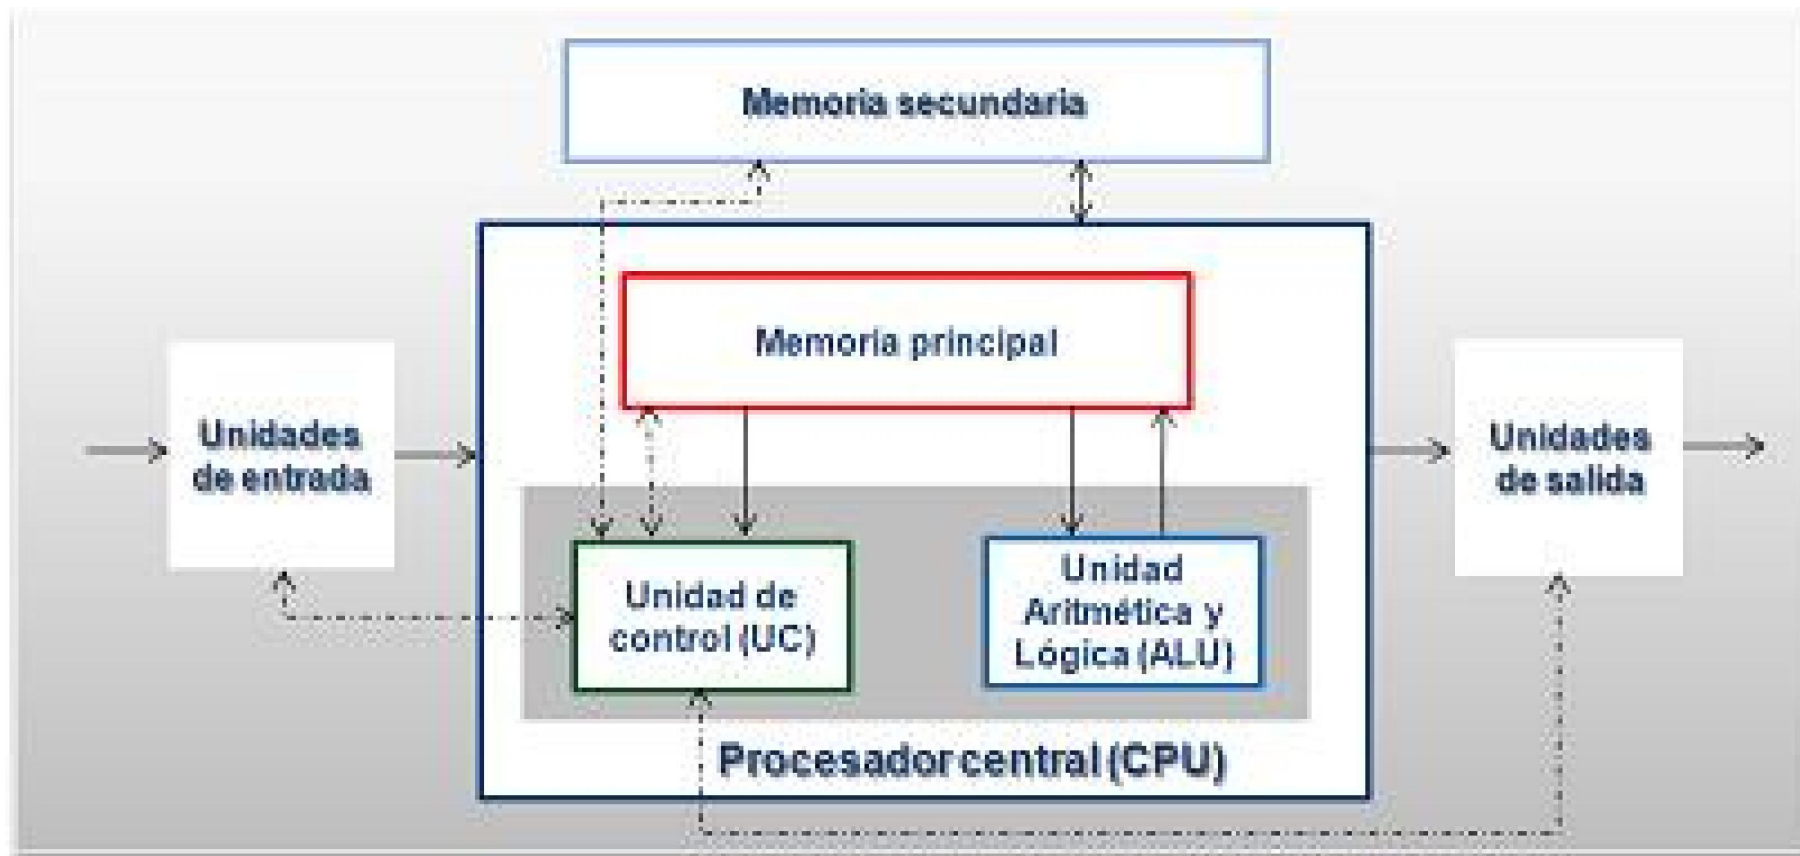 Memoria secundaria
Memoria principal
Unidades
de entrada
Unidades
de salida
Unidad de
control (UC)
Unidad
Aritmética y
Lógica (ALU)
Procesador central (CPU)